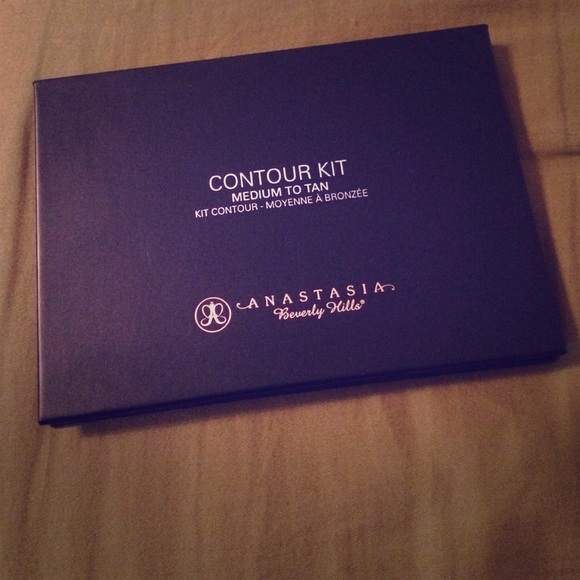 CONTOUR KIT
MEDIUM TO TAN
KIT CONTOUR - MOYENNE À BRONZÉE
ANASTASIA
Beverly Hills®